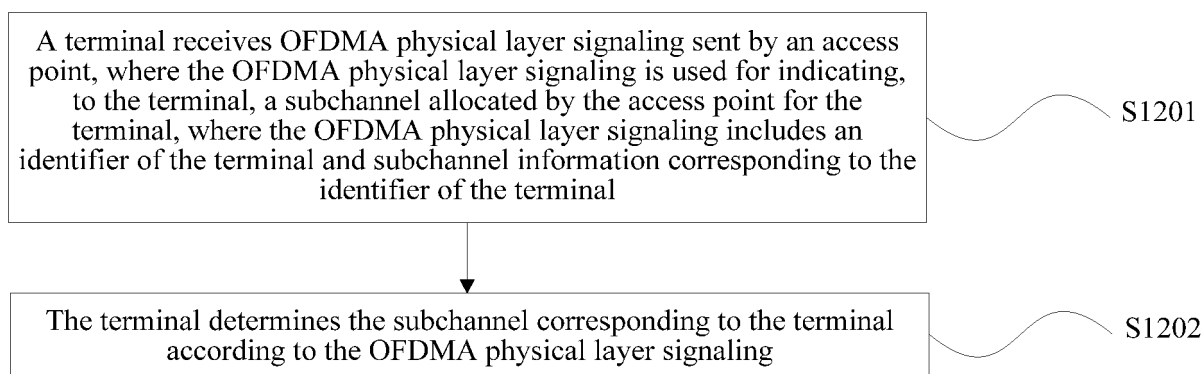 A terminal receives OFDMA physical layer signaling sent by an access
point, where the OFDMA physical layer signaling is used for indicating,
to the terminal, a subchannel allocated by the access point for the
terminal, where the OFDMA physical layer signaling includes an
identifier of the terminal and subchannel information corresponding to the
identifier of the terminal
S1201
The terminal determines the subchannel corresponding to the terminal
according to the OFDMA physical layer signaling
S1202